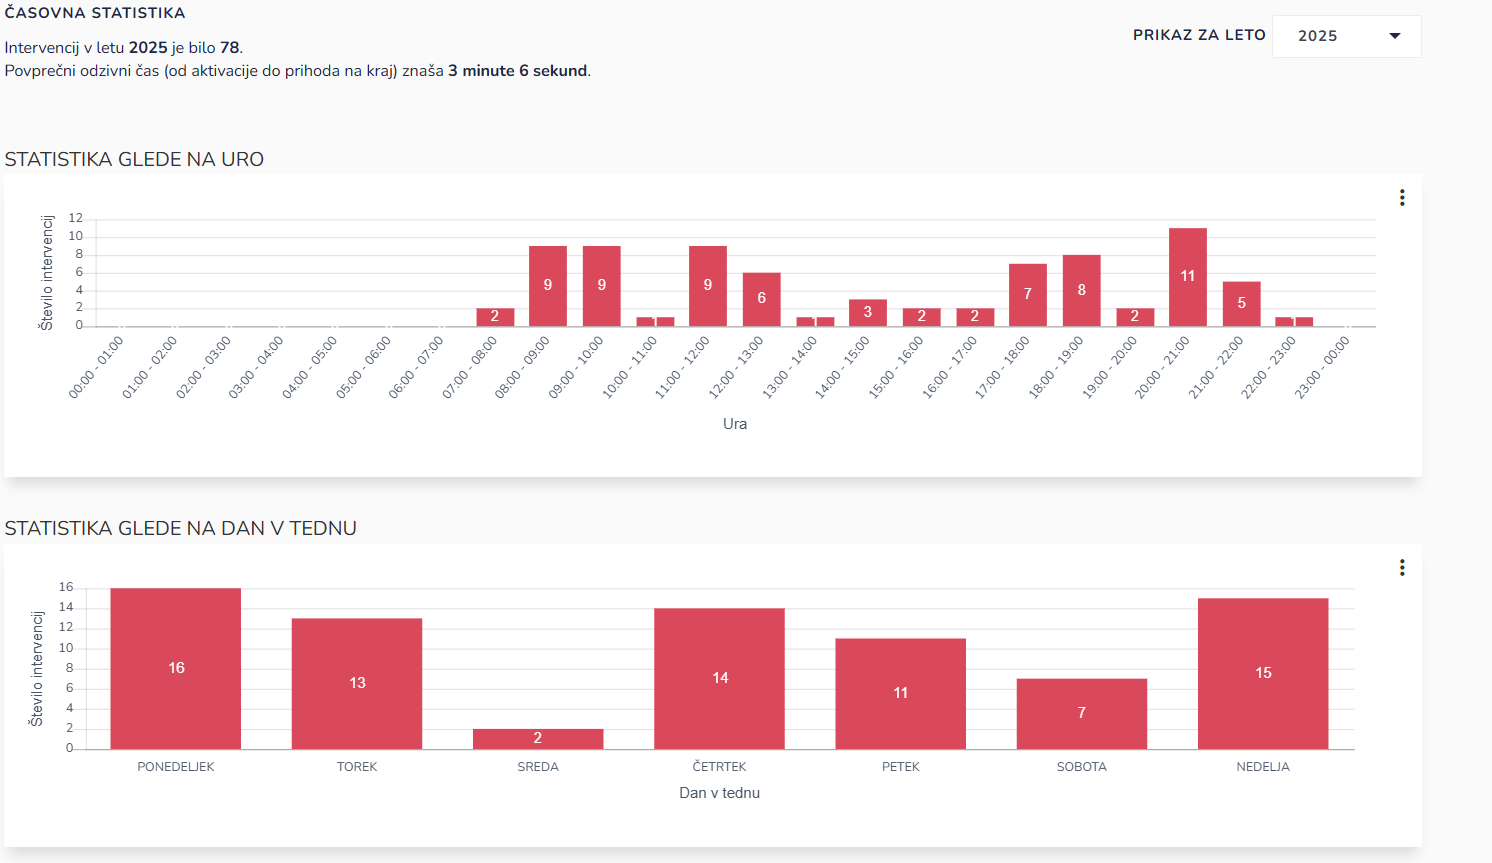 ČASOVNA STATISTIKA
Intervencij v letu 2025 je bilo 78.
Povprečni odzivni čas (od aktivacije do prihoda na kraj) znaša 3 minute 6 sekund.
PRIKAZ ZA LETO 2025
STATISTIKA GLEDE NA URO
Število intervencij
12
10
8
6
4
2
0
2 9 9 1 9 6 1 3 2 2 7 8 2 11 5 1
00:00 - 01:00
01:00 - 02:00
02:00 - 03:00
03:00 - 04:00
04:00 - 05:00
05:00 - 06:00
06:00 - 07:00
07:00 - 08:00
08:00 - 09:00
09:00 - 10:00
10:00 - 11:00
11:00 - 12:00
12:00 - 13:00
13:00 - 14:00
14:00 - 15:00
15:00 - 16:00
16:00 - 17:00
17:00 - 18:00
18:00 - 19:00
19:00 - 20:00
20:00 - 21:00
21:00 - 22:00
22:00 - 23:00
23:00 - 00:00
Ura
STATISTIKA GLEDE NA DAN V TEDNU
Število intervencij
16
14
12
10
8
6
4
2
0
16 13 2 14 11 7 15
PONEDELJEK TOREK SREDA ČETRTEK PETEK SOBOTA NEDELJA
Dan v tednu